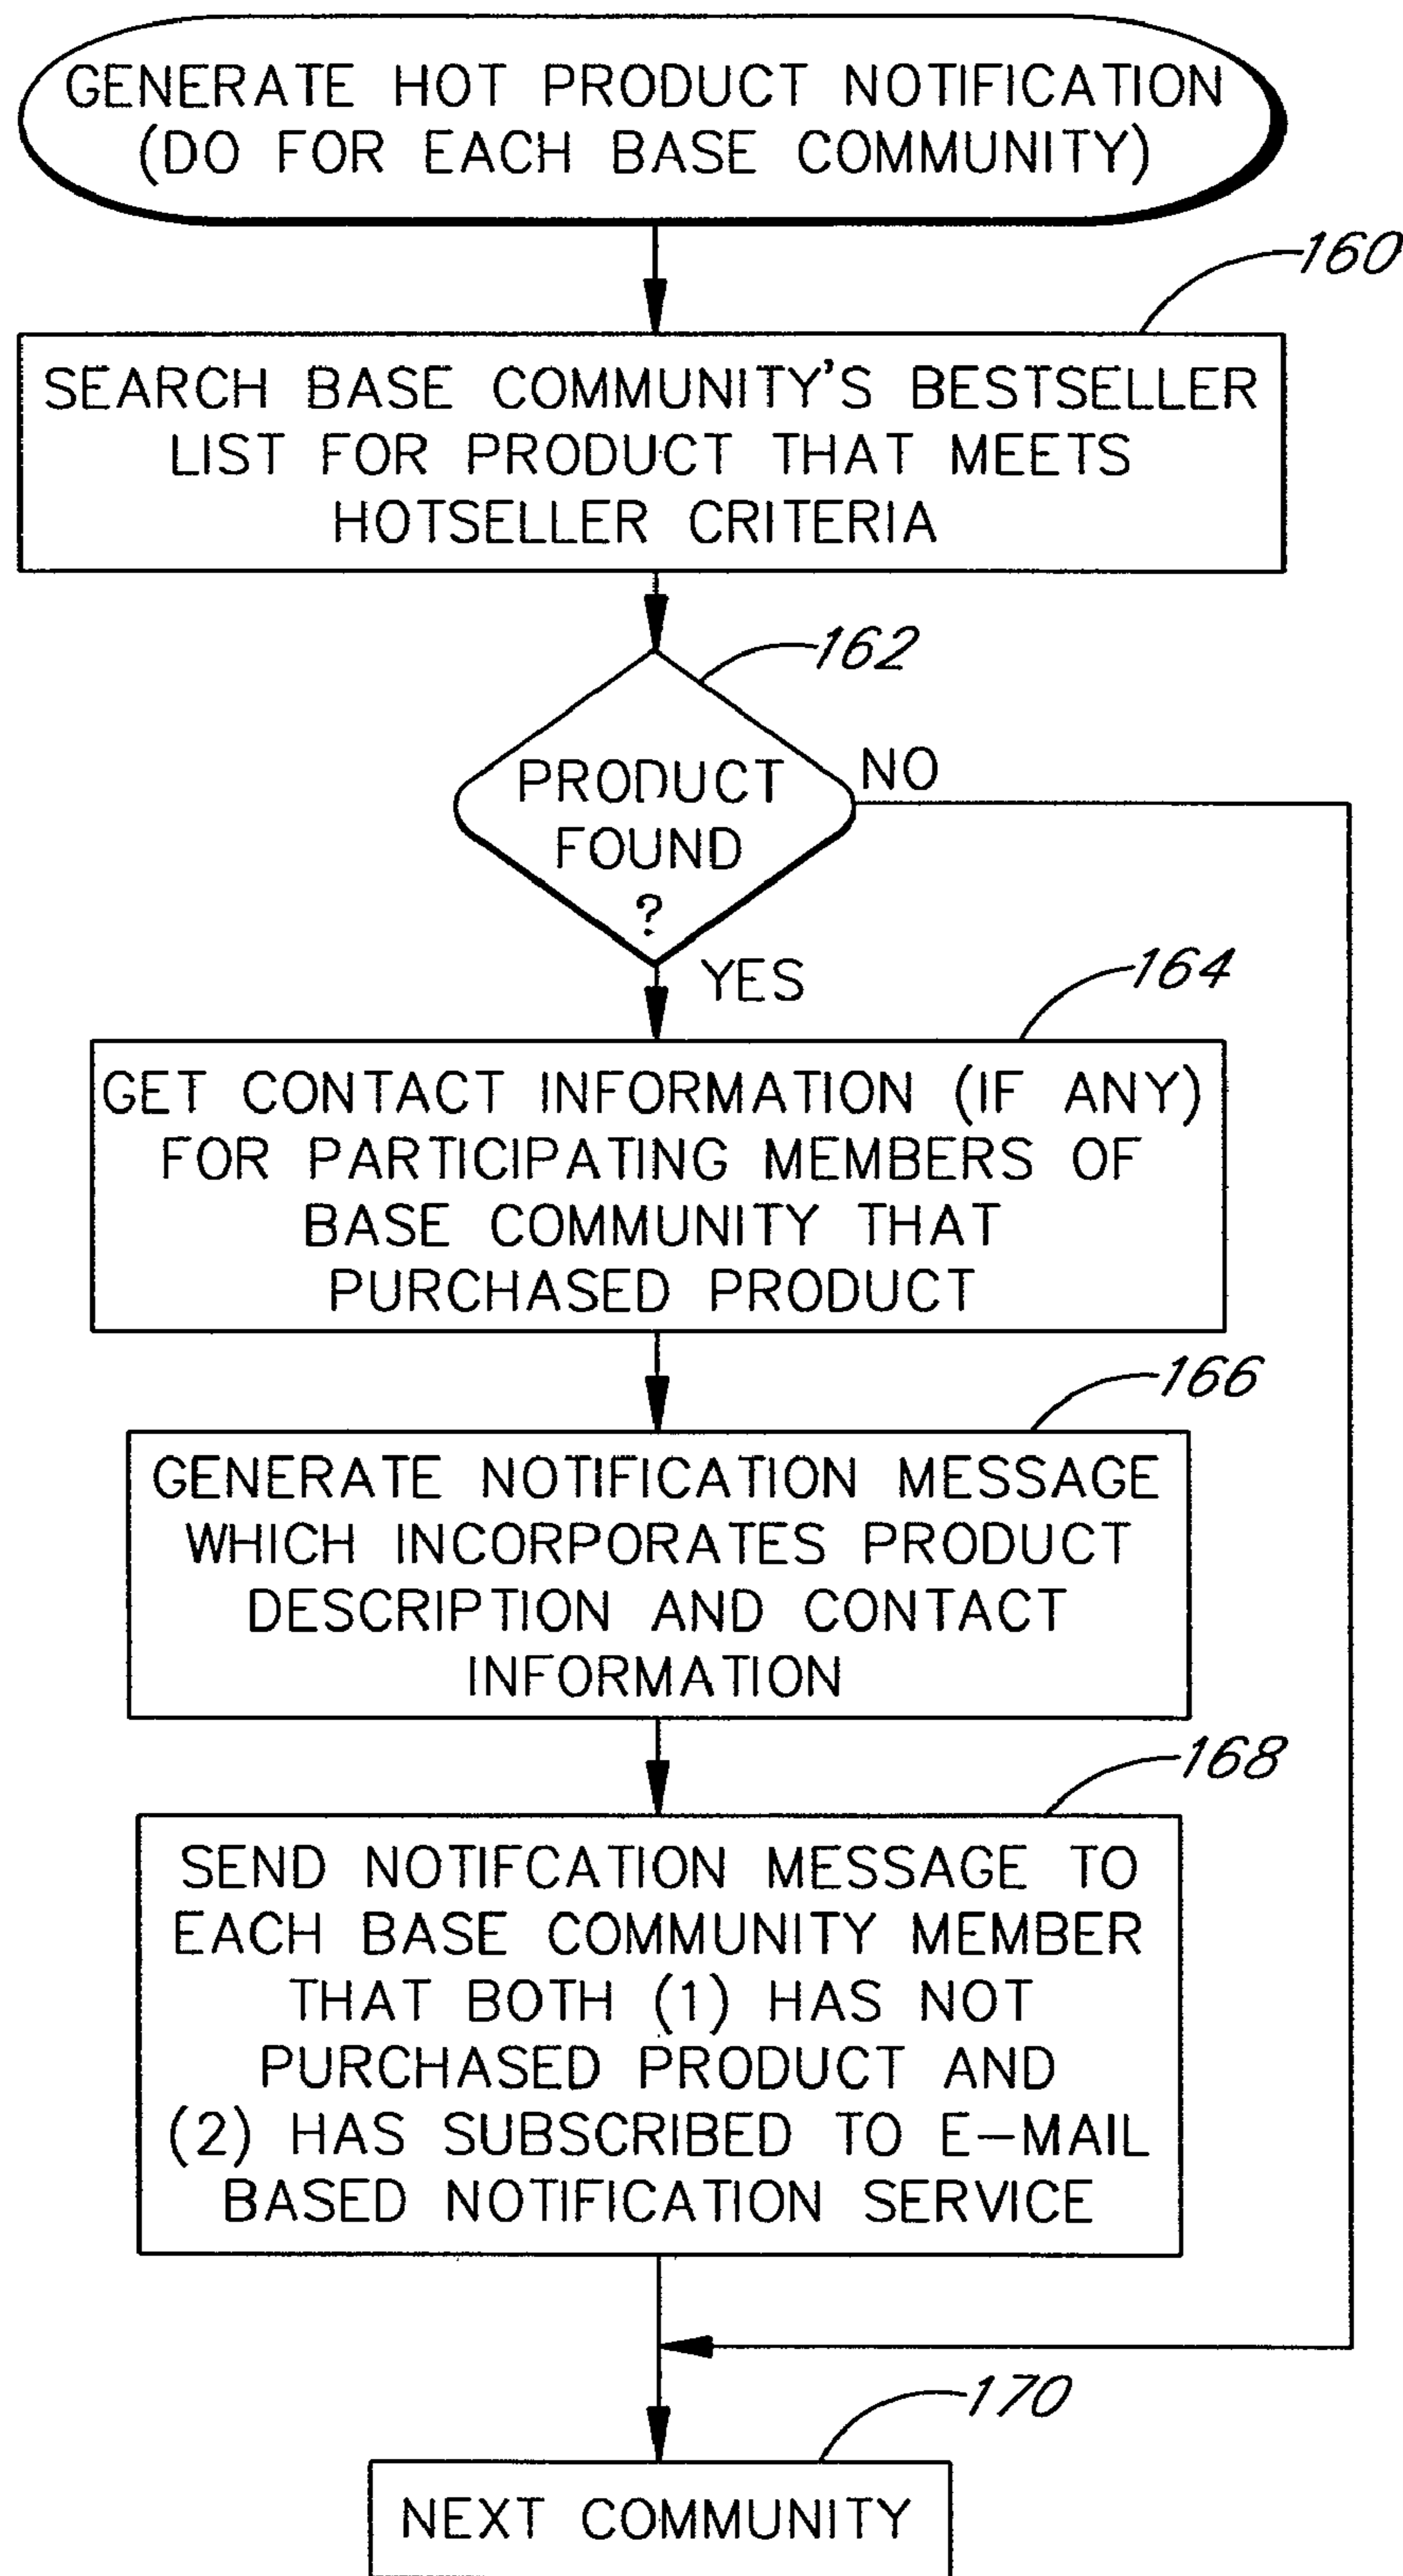 GENERATE HOT PRODUCT NOTIFICATION
(DO FOR EACH BASE COMMUNITY)
160
SEARCH BASE COMMUNITY'S BESTSELLER
LIST FOR PRODUCT THAT MEETS
HOTSELLER CRITERIA
162
PRODUCT
FOUND
?
NO
YES
164
GET CONTACT INFORMATION (IF ANY)
FOR PARTICIPATING MEMBERS OF
BASE COMMUNITY THAT
PURCHASED PRODUCT
166
GENERATE NOTIFICATION MESSAGE
WHICH INCORPORATES PRODUCT
DESCRIPTION AND CONTACT
INFORMATION
168
SEND NOTIFCATION MESSAGE TO
EACH BASE COMMUNITY MEMBER
THAT BOTH (1) HAS NOT
PURCHASED PRODUCT AND
(2) HAS SUBSCRIBED TO E-MAIL
BASED NOTIFICATION SERVICE
170
NEXT COMMUNITY